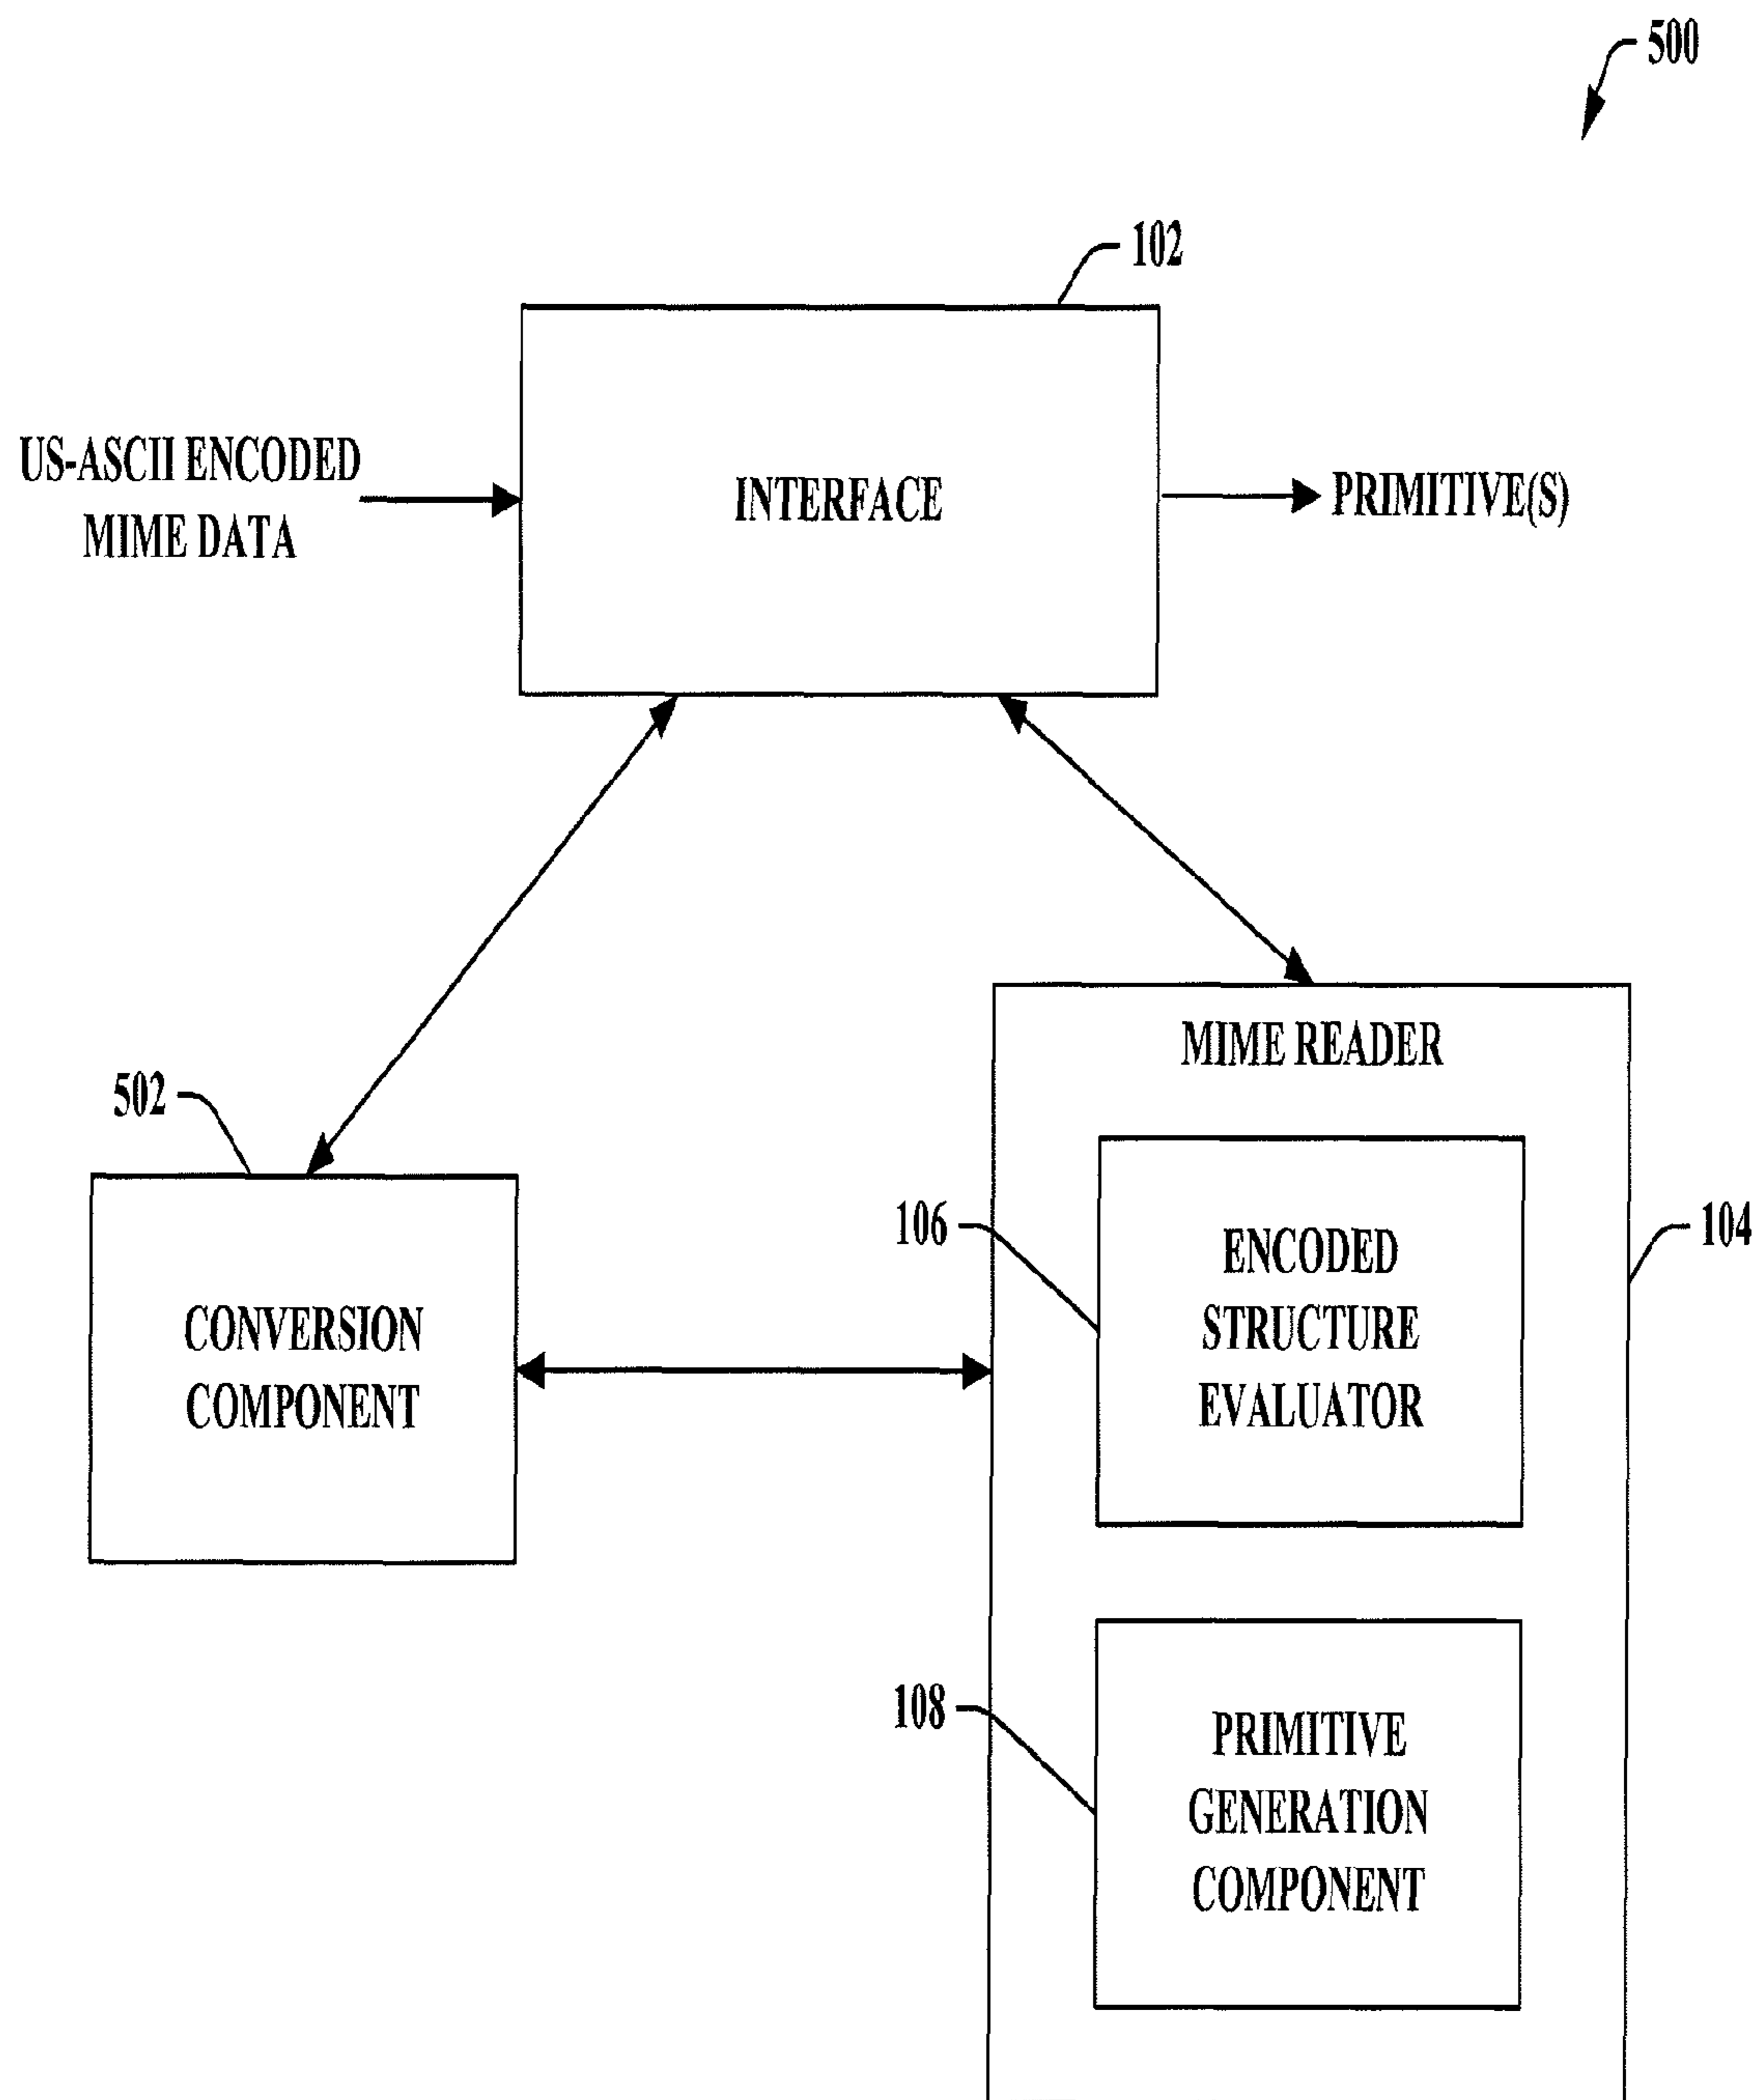 500
102
US-ASCII ENCODED
MIME DATA
INTERFACE
PRIMITIVE(S)
MIME READER
502
106
ENCODED
STRUCTURE
EVALUATOR
104
CONVERSION
COMPONENT
108
PRIMITIVE
GENERATION
COMPONENT